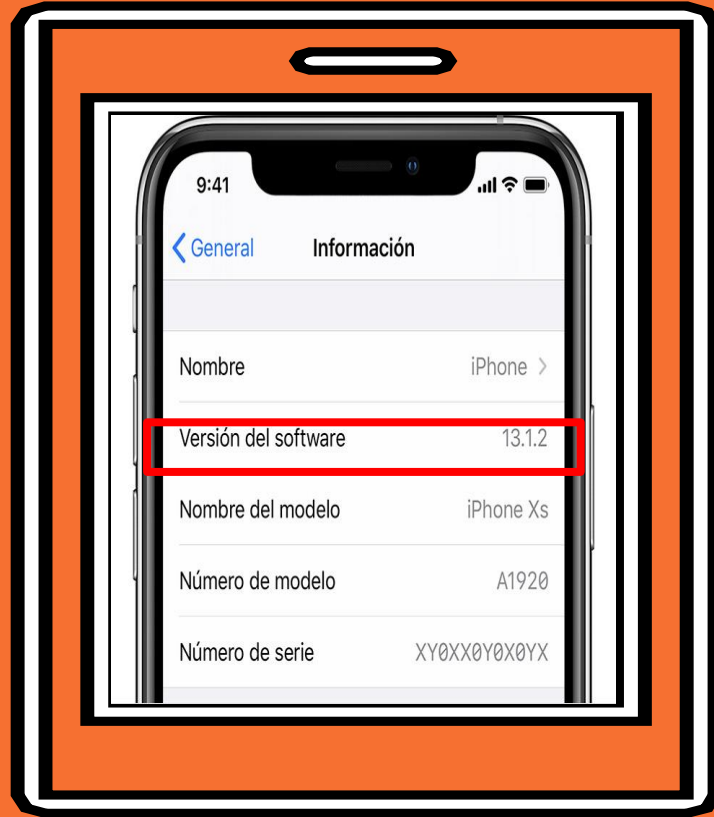 9:41
General Información
Nombre iPhone
Versión del software 13.1.2
Nombre del modelo iPhone Xs
Número de modelo A1920
Número de serie XY0XX0Y0X0YX